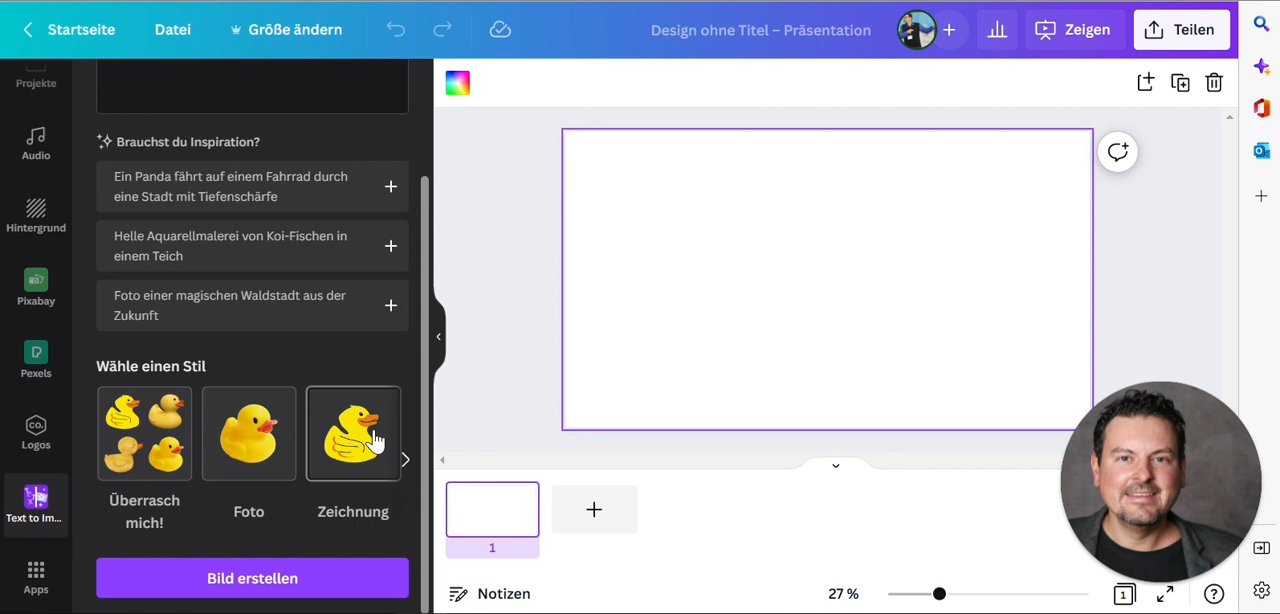 Startseite
Datei
Größe ändern
Design ohne Titel – Präsentation
Zeigen
Teilen
Projekte
Audio
Hintergrund
Pixabay
Pexels
CO.
Logos
Text to Im...
Apps
Brauchst du Inspiration?
Ein Panda fährt auf einem Fahrrad durch
eine Stadt mit Tiefenschärfe
Helle Aquarellmalerei von Koi-Fischen in
einem Teich
Foto einer magischen Waldstadt aus der
Zukunft
Wähle einen Stil
Überrasch
mich!
Foto
Zeichnung
Bild erstellen
1
Notizen
27 %
1